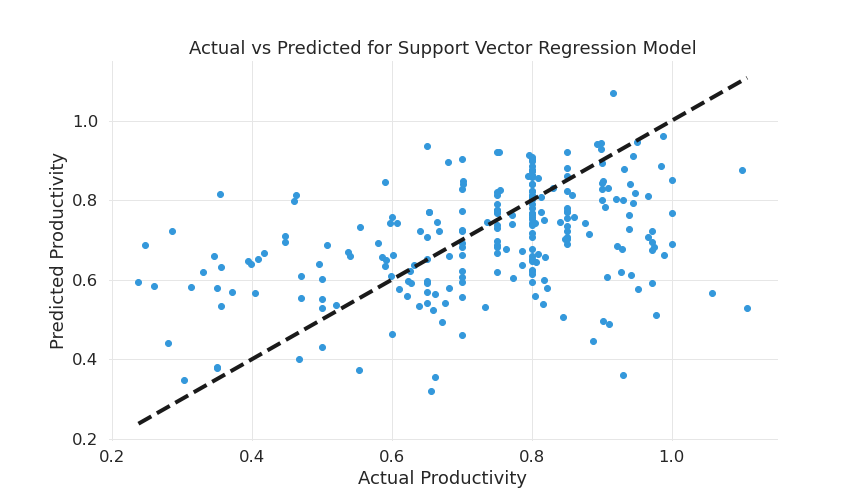 Actual vs Predicted for Support Vector Regression Model
Predicted Productivity
1.0
0.8
0.6
0.4
0.2
0.2 0.4 0.6 0.8 1.0
Actual Productivity